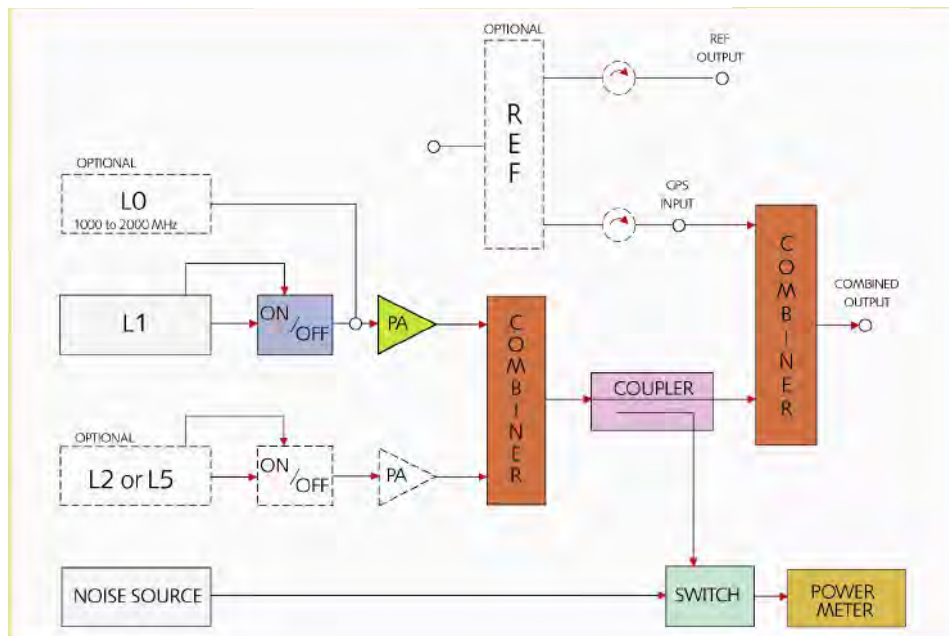 OPTIONAL
REF
OUTPUT
REF
OPTIONAL
L0
1000 to 2000 MHz
GPS
INPUT
COMBINER
COMBINED
OUTPUT
L1
ON
/OFF
PA
COMBINER
COUPLER
OPTIONAL
L2 or L5
ON
/OFF
PA
NOISE SOURCE
SWITCH
POWER
METER